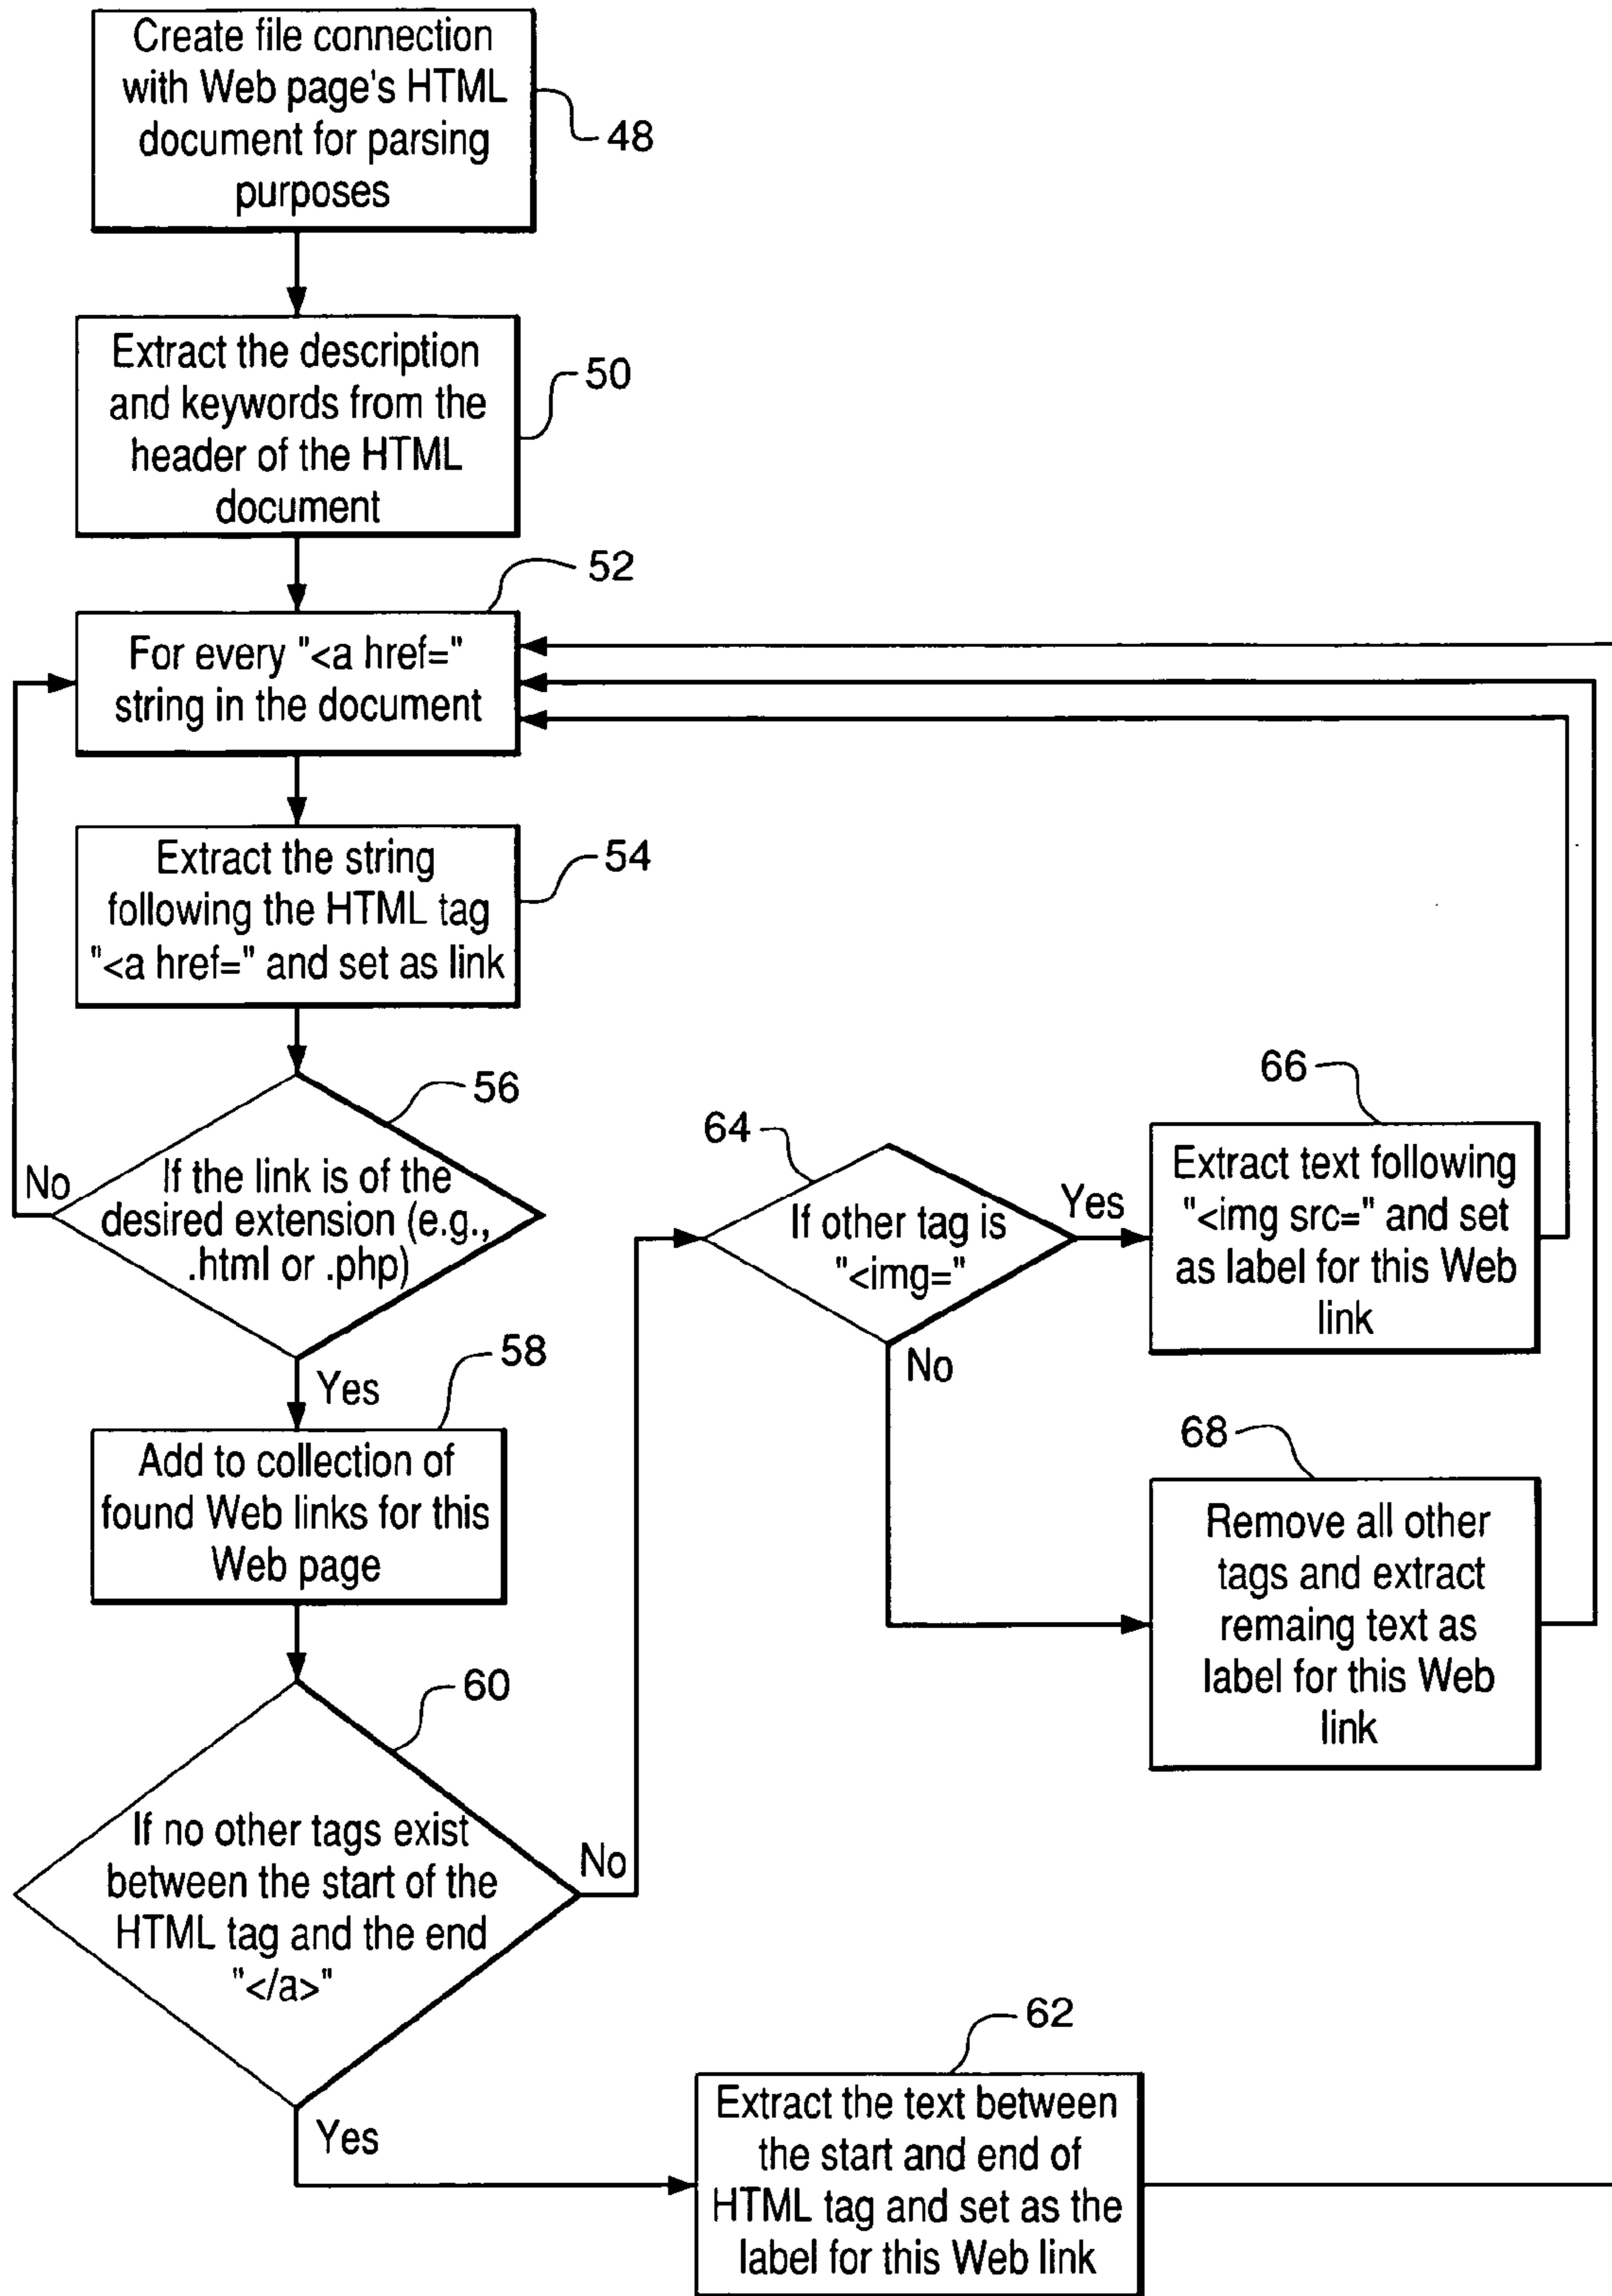 Create file connection
with Web page's HTML
document for parsing
purposes
48
Extract the description
and keywords from the
header of the HTML
document
50
52
For every "<a href="
string in the document
Extract the string
following the HTML tag
"<a href=" and set as link
54
56
If the link is of the
desired extension (e.g.,
.html or .php)
No
Yes
58
Add to collection of
found Web links for this
Web page
60
If no other tags exist
between the start of the
HTML tag and the end
"</a>"
No
Yes
64
If other tag is
"<img="
Yes
No
66
Extract text following
"<img src=" and set
as label for this Web
link
68
Remove all other
tags and extract
remaing text as
label for this Web
link
62
Extract the text between
the start and end of
HTML tag and set as the
label for this Web link